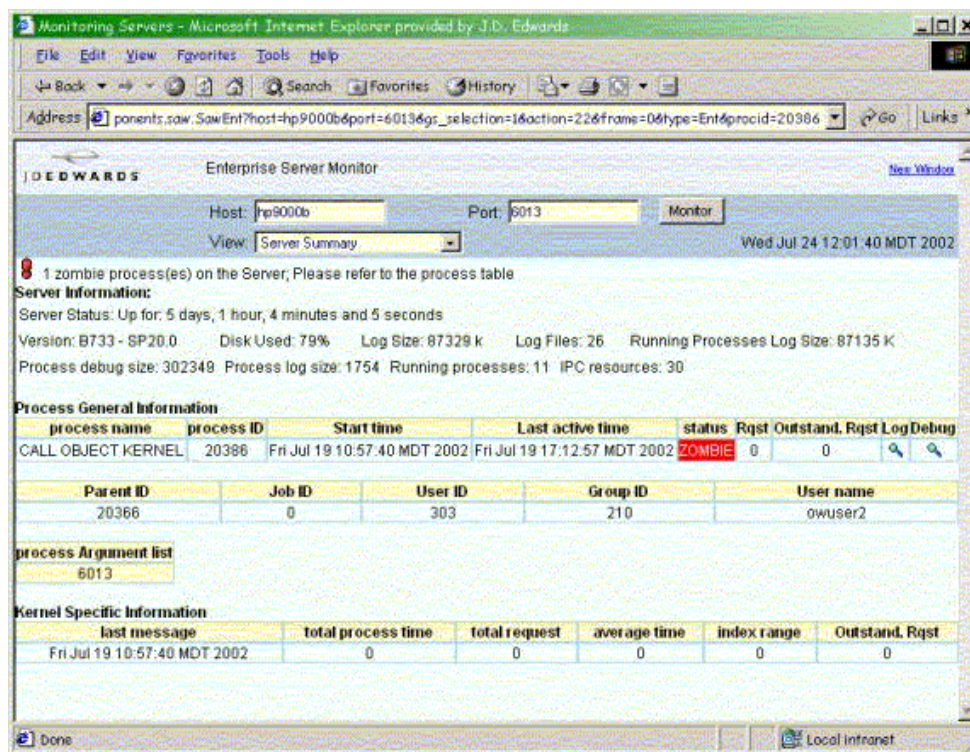 Monitoring Servers - Microsoft Internet Explorer provided by J.D. Edwards
File Edit View Favorites Tools Help
Back Search Favorites History
Address ponents.saw.SawEnt?host=hp9000b&port=6013&gs_selection=1&action=22&frame=0&type=Ent&procid=20386 Go Links
JDEDWARDS Enterprise Server Monitor New Window
Host: hp9000b Port: 6013 Monitor
View: Server Summary Wed Jul 24 12:01:40 MDT 2002
1 zombie process(es) on the Server; Please refer to the process table
Server Information:
Server Status: Up for: 5 days, 1 hour, 4 minutes and 5 seconds
Version: B733 - SP20.0 Disk Used: 79% Log Size: 87329 k Log Files: 26 Running Processes Log Size: 87135 K
Process debug size: 302349 Process log size: 1754 Running processes: 11 IPC resources: 30
Process General Information
process name process ID Start time Last active time status Rqst Outstand. Rqst Log Debug
CALL OBJECT KERNEL 20386 Fri Jul 19 10:57:40 MDT 2002 Fri Jul 19 17:12:57 MDT 2002 ZOMBIE 0 0
Parent ID Job ID User ID Group ID User name
20366 0 303 210 owuser2
process Argument list
6013
Kernel Specific Information
last message total process time total request average time index range Outstand. Rqst
Fri Jul 19 10:57:40 MDT 2002 0 0 0 0 0
Done Local intranet